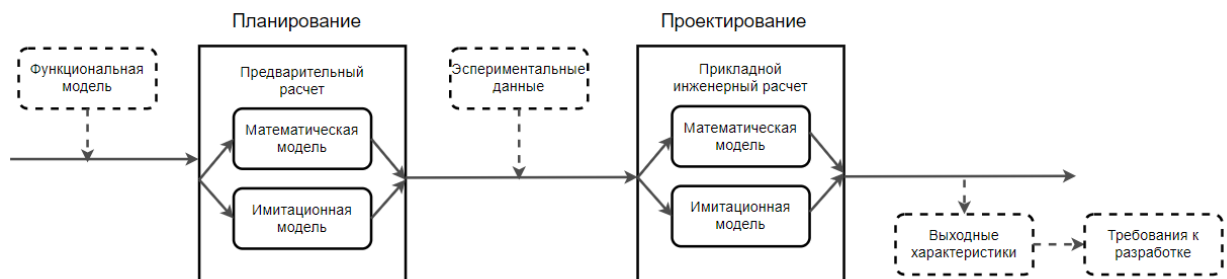 Планирование
Проектирование
Функциональная
модель
Предварительный
расчет
Математическая
модель
Имитационная
модель
Эспериментальные
данные
Прикладной
инженерный расчет
Математическая
модель
Имитационная
модель
Выходные
характеристики
Требования к
разработке